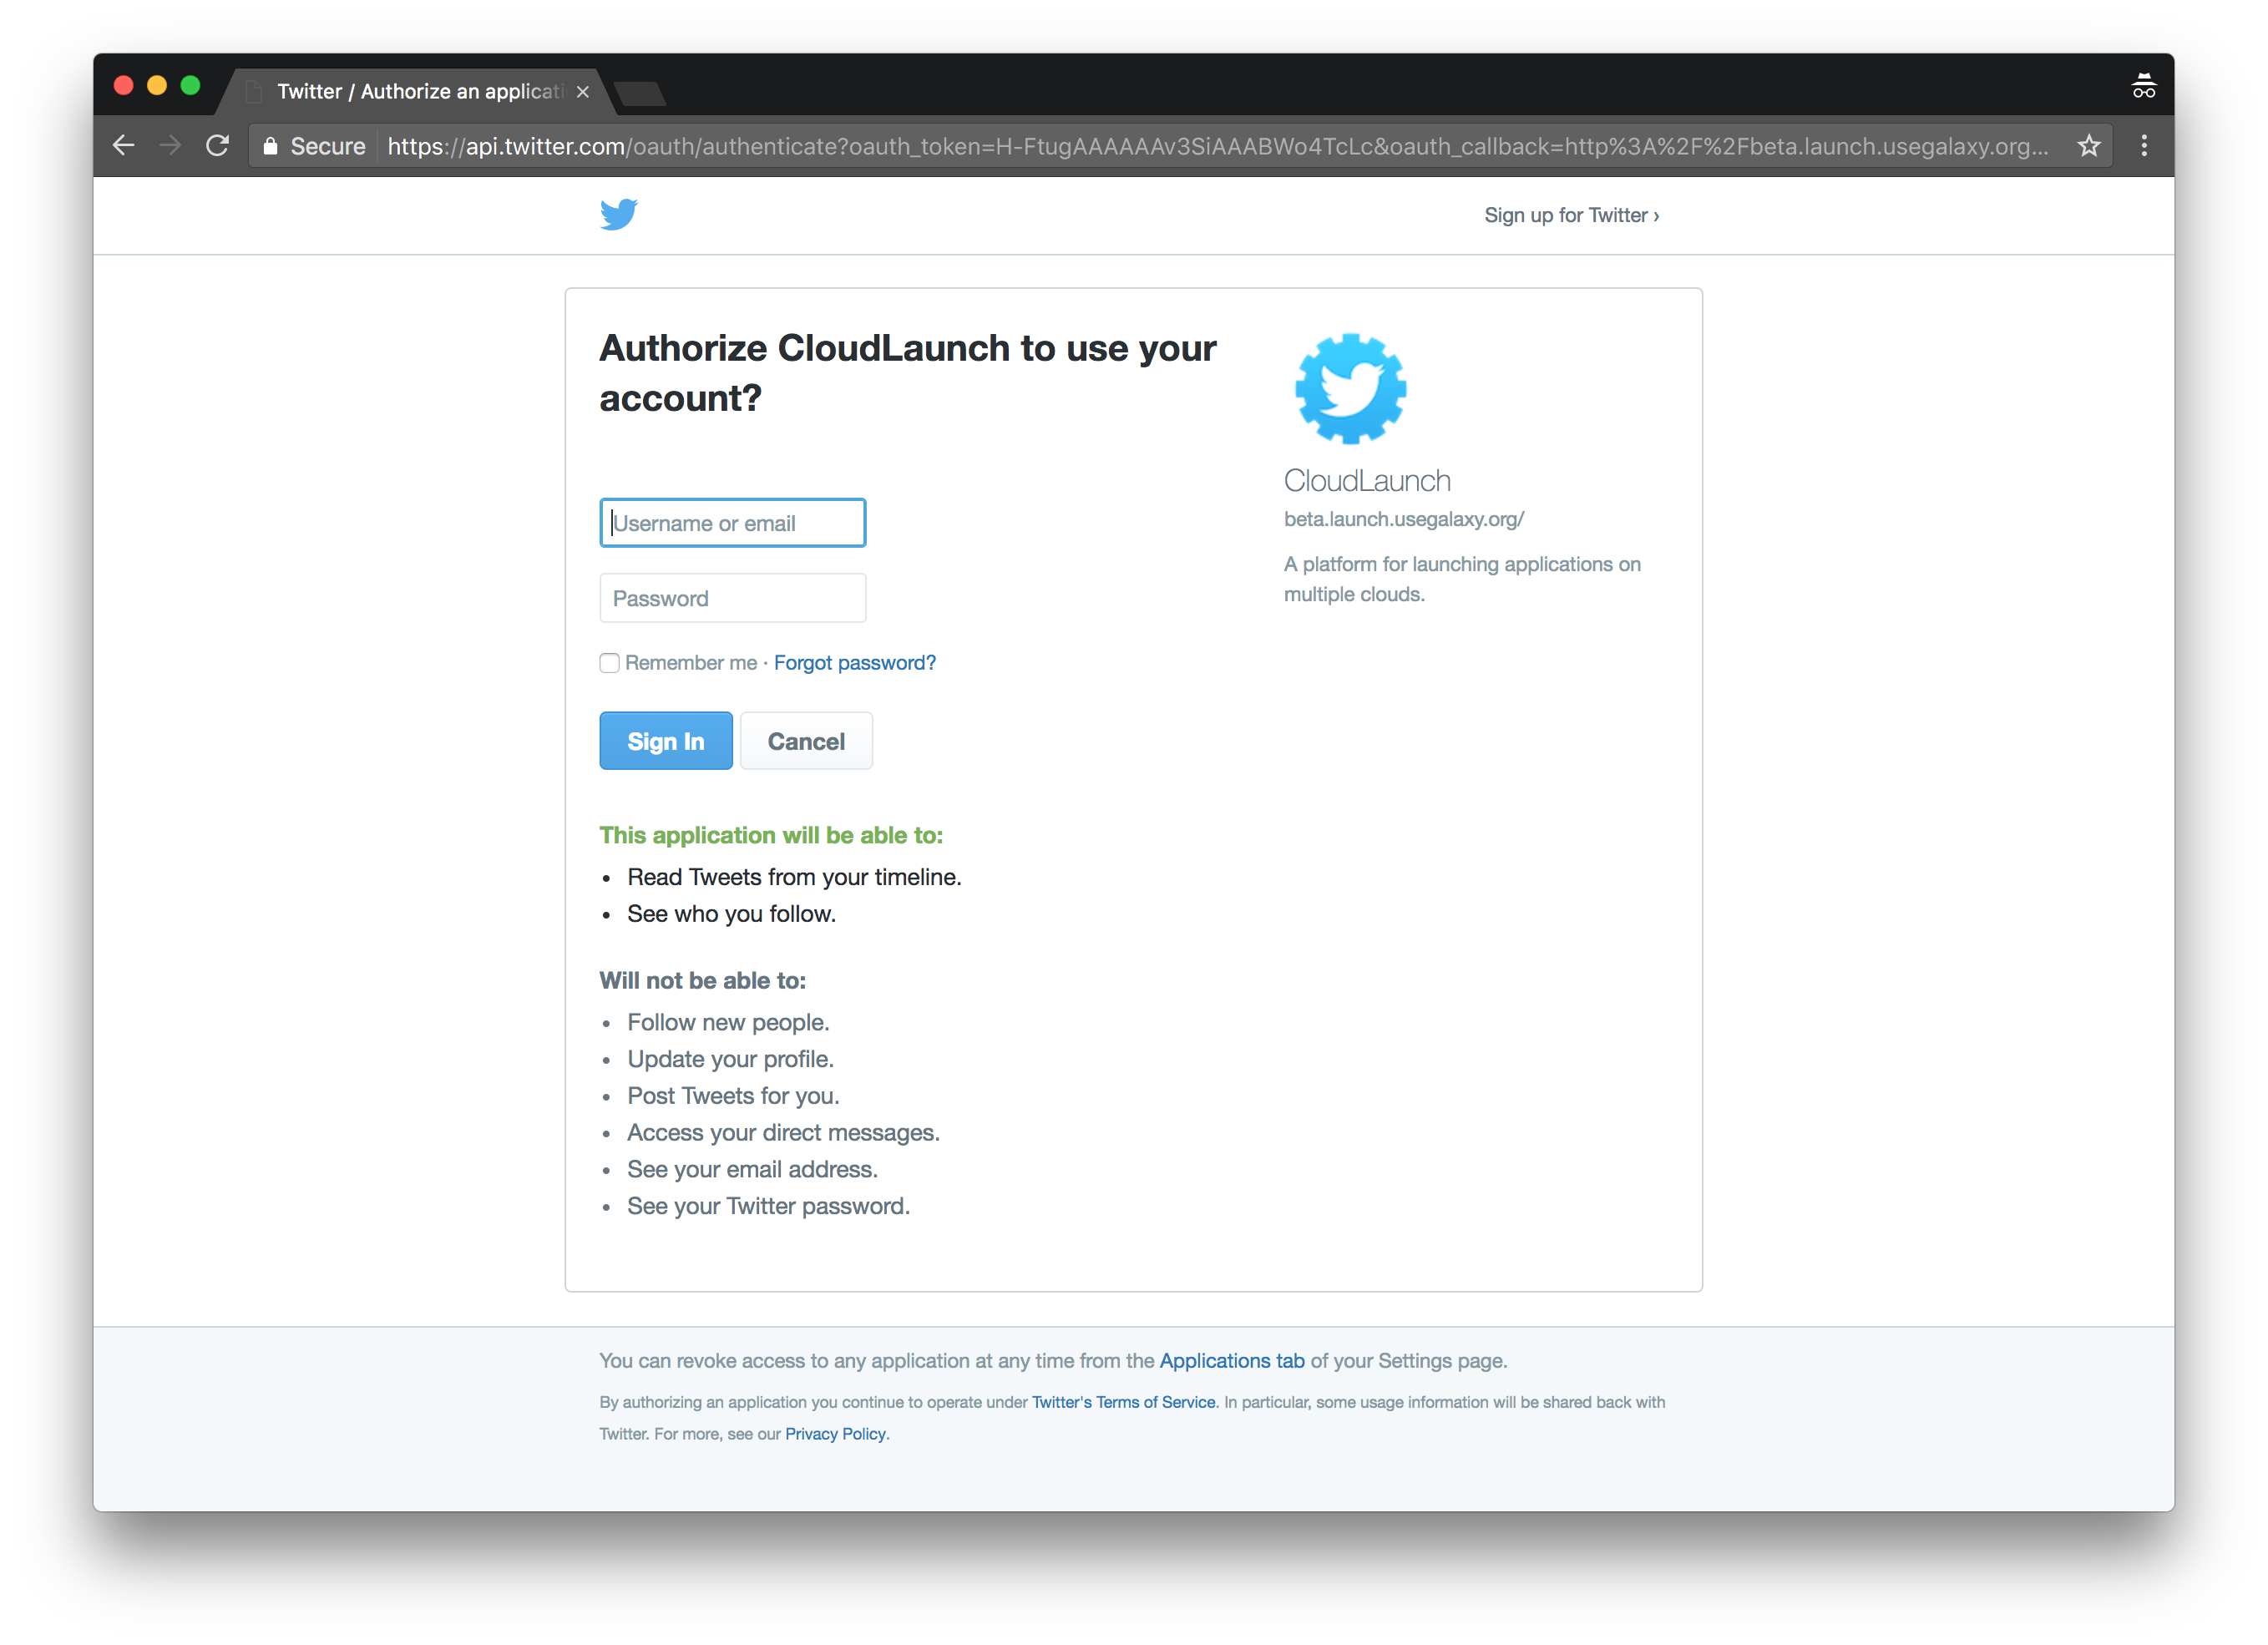 Twitter / Authorize an applicati
Secure https://api.twitter.com/oauth/authenticate?oauth_token=H-FtugAAAAAAv3SiAAABWo4TcLc&oauth_callback=http%3A%2F%2Fbeta.launch.usegalaxy.org...
Sign up for Twitter ›
Authorize CloudLaunch to use your
account?
Username or email
Password
Remember me · Forgot password?
Sign In Cancel
This application will be able to:
• Read Tweets from your timeline.
• See who you follow.
Will not be able to:
• Follow new people.
• Update your profile.
• Post Tweets for you.
• Access your direct messages.
• See your email address.
• See your Twitter password.
CloudLaunch
beta.launch.usegalaxy.org/
A platform for launching applications on
multiple clouds.
You can revoke access to any application at any time from the Applications tab of your Settings page.
By authorizing an application you continue to operate under Twitter's Terms of Service. In particular, some usage information will be shared back with
Twitter. For more, see our Privacy Policy.